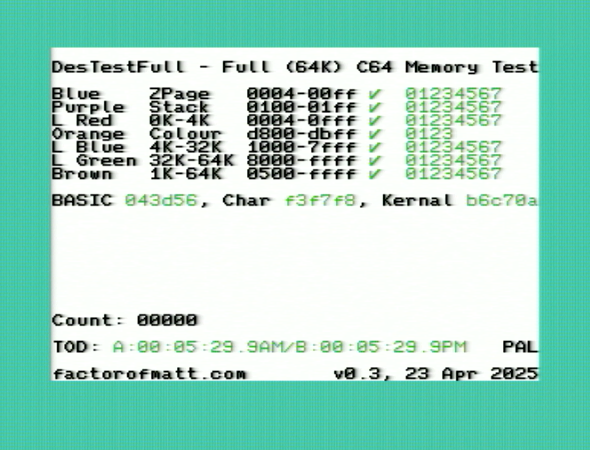 DesTestFull - Full (64K) C64 Memory Test
Blue ZPage 0004-00ff ✔ 01234567
Purple Stack 0100-01ff ✔ 01234567
L Red 0K-4K 0004-0fff ✔ 01234567
Orange Colour d800-dbff ✔ 0123
L Blue 4K-32K 1000-7fff ✔ 01234567
L Green 32K-64K 8000-ffff ✔ 01234567
Brown 1K-64K 0500-ffff ✔ 01234567
BASIC 043d56, Char f3f7f8, Kernal b6c70a
Count: 00000
TOD: A:00:05:29.9AM/B:00:05:29.9PM PAL
factorofmatt.com v0.3, 23 Apr 2025